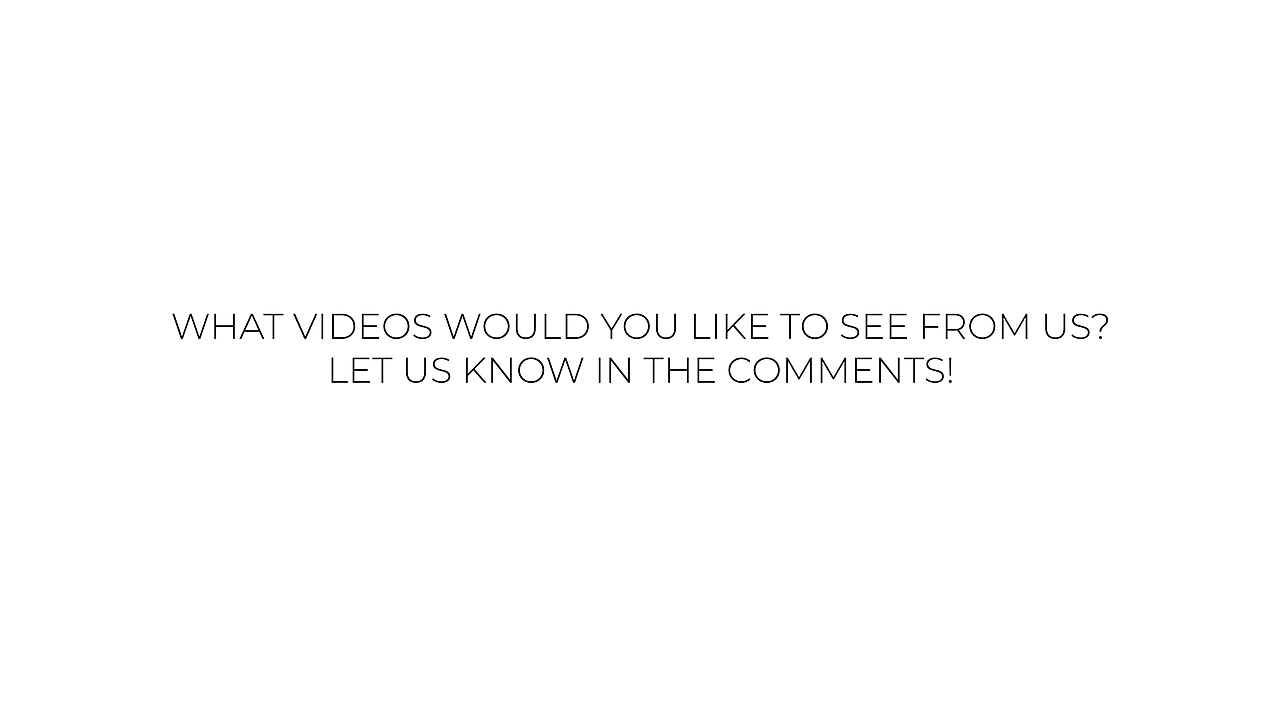 WHAT VIDEOS WOULD YOU LIKE TO SEE FROM US?
LET US KNOW IN THE COMMENTS!